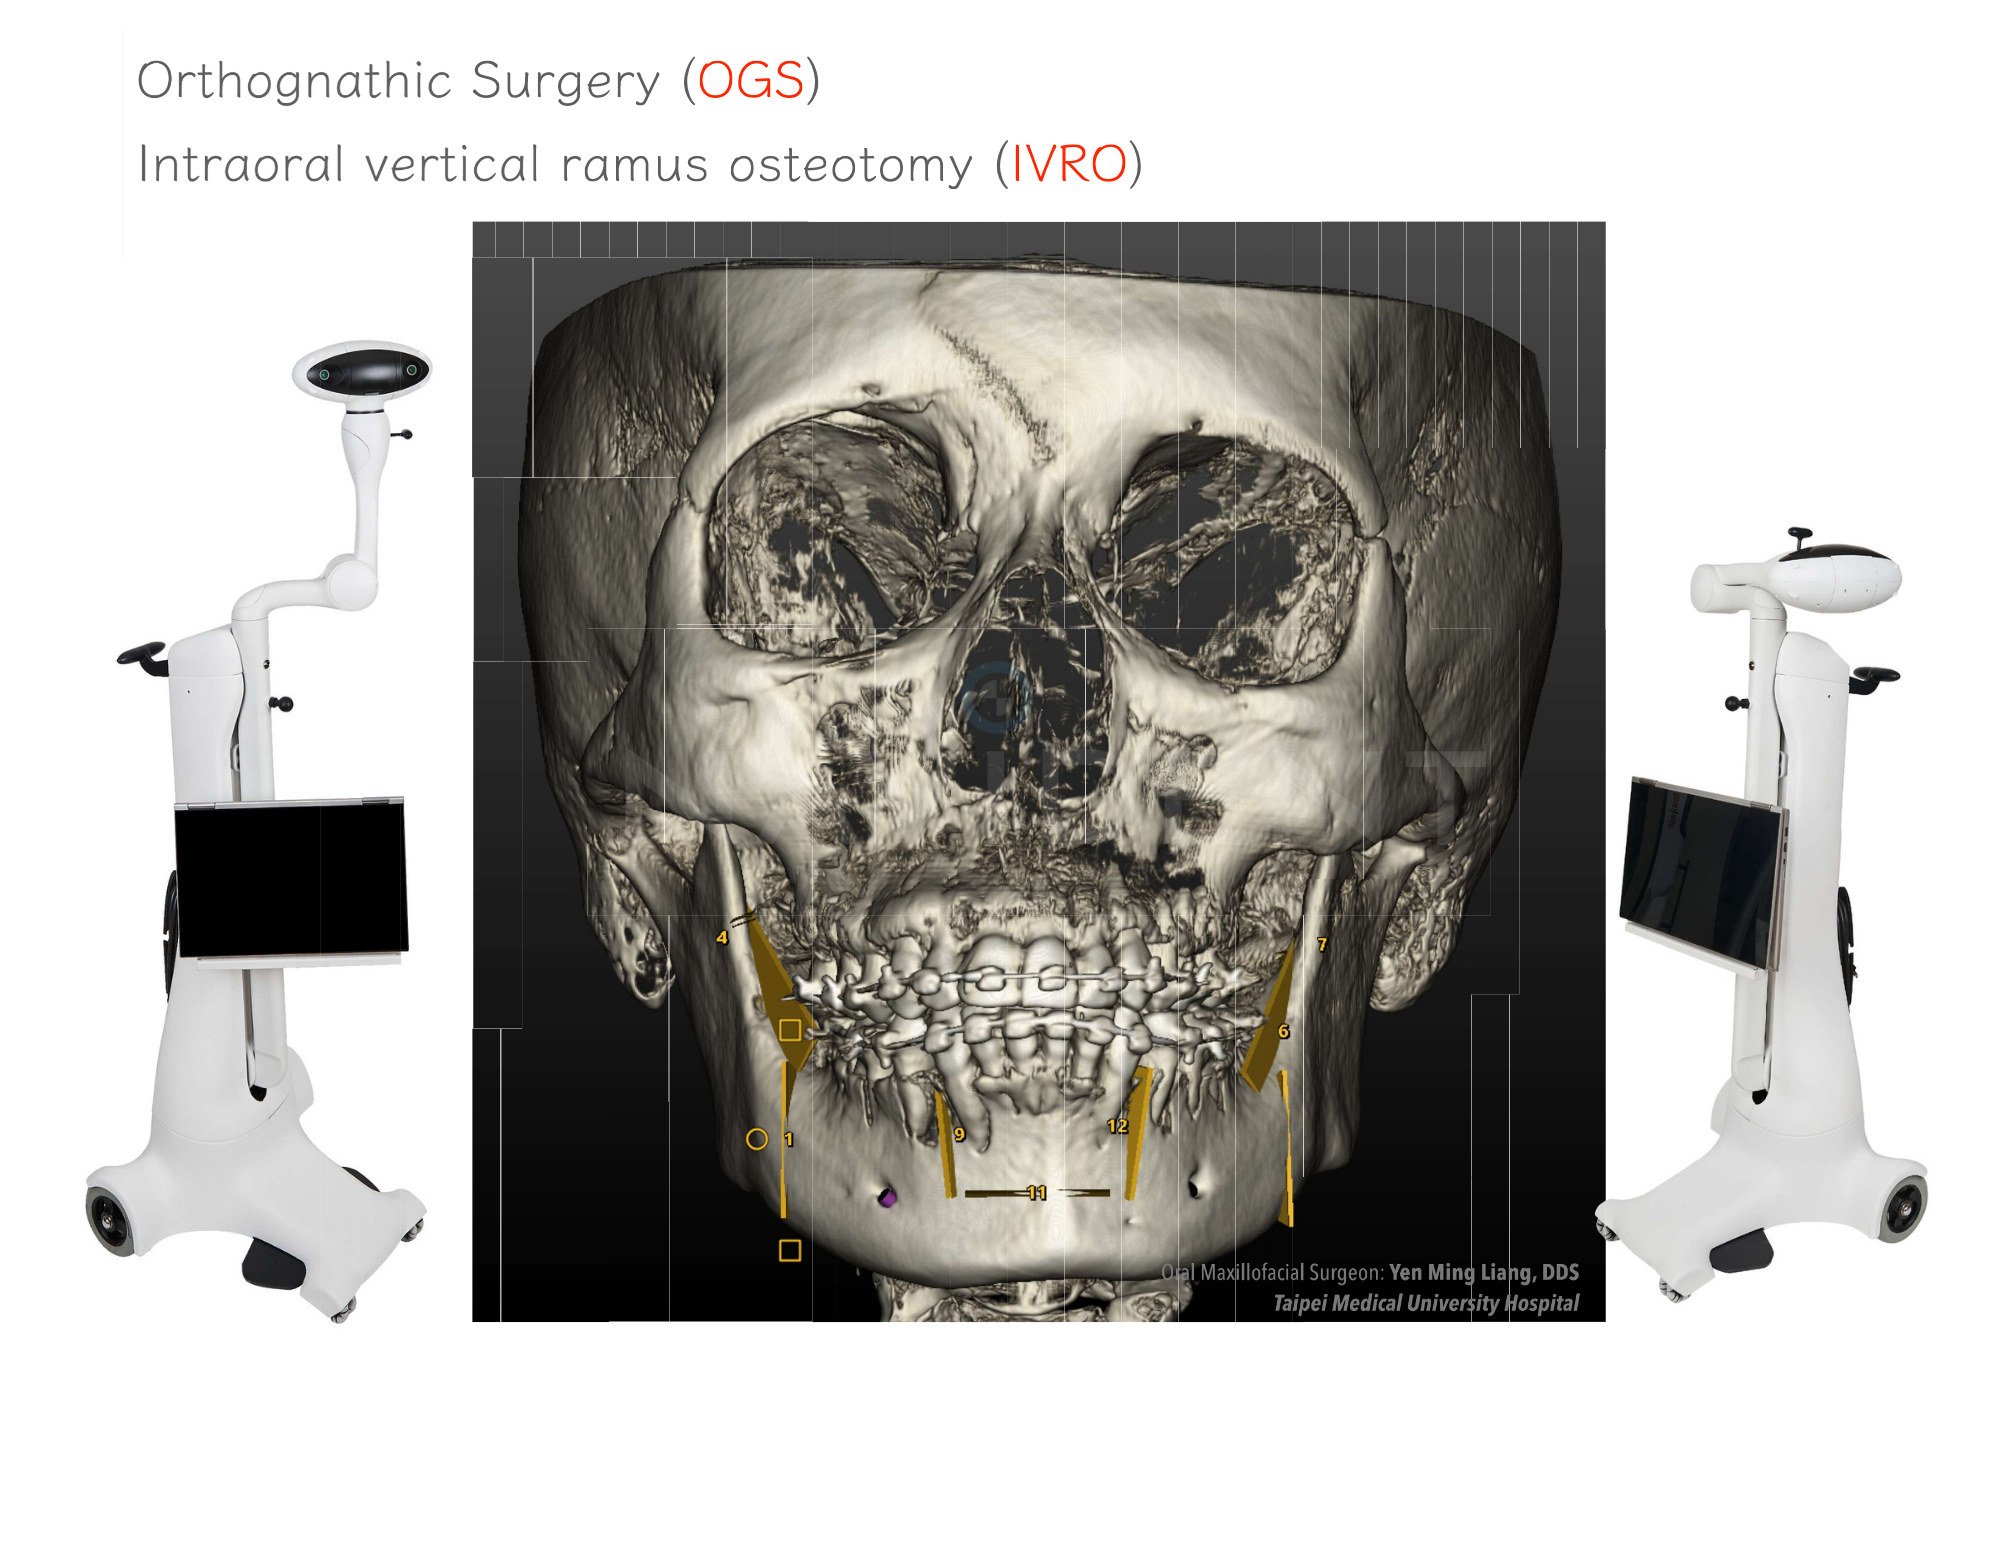 Orthognathic Surgery (OGS)
Intraoral vertical ramus osteotomy (IVRO)
4
7
6
1
9
12
11
Oral Maxillofacial Surgeon: Yen Ming Liang, DDS
Taipei Medical University Hospital